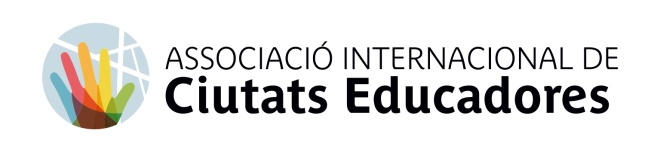 ASSOCIACIÓ INTERNACIONAL DE
Ciutats Educadores